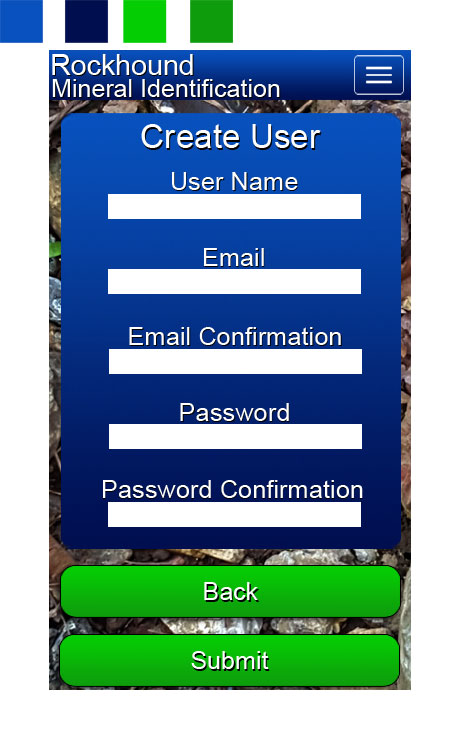 Rockhound
Mineral Identification
Create User
User Name
Email
Email Confirmation
Password
Password Confirmation
Back
Submit